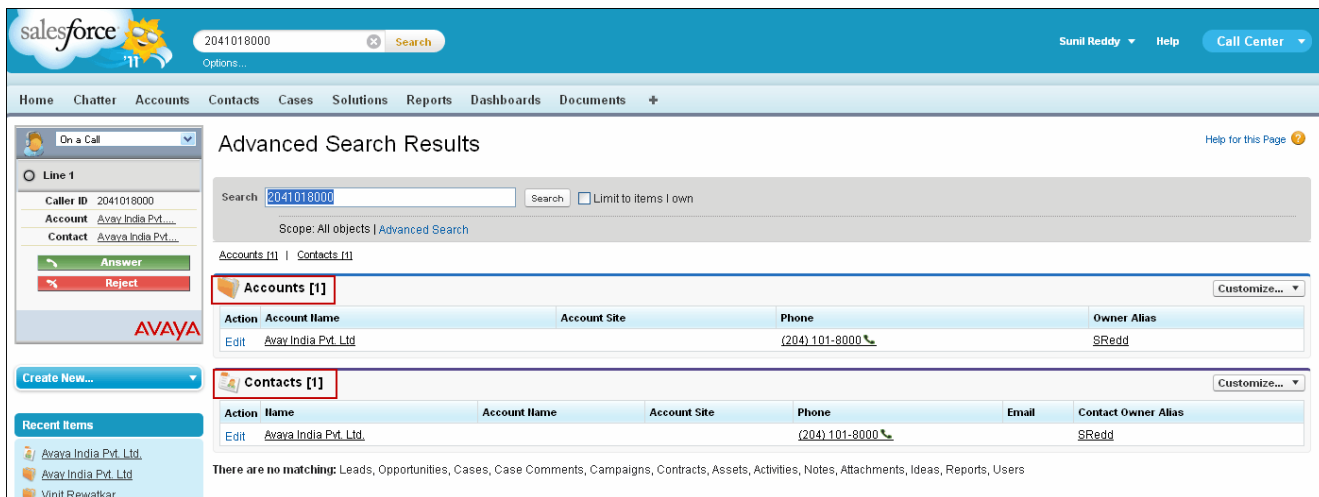 salesforce
'11
2041018000 Search
Options...
Sunil Reddy Help Call Center
Home Chatter Accounts Contacts Cases Solutions Reports Dashboards Documents +
On a Call
Line 1
Caller ID 2041018000
Account Avay India Pvt....
Contact Avaya India Pvt....
Answer
Reject
AVAYA
Create New...
Recent Items
Avaya India Pvt. Ltd.
Avay India Pvt. Ltd
Vinit Rewatkar
Advanced Search Results
Help for this Page ?
Search 2041018000 Search Limit to items I own
Scope: All objects | Advanced Search
Accounts [1] | Contacts [1]
Accounts [1] Customize...
Action Account Name Account Site Phone Owner Alias
Edit Avay India Pvt. Ltd (204) 101-8000 SRedd
Contacts [1] Customize...
Action Name Account Name Account Site Phone Email Contact Owner Alias
Edit Avaya India Pvt. Ltd. (204) 101-8000 SRedd
There are no matching: Leads, Opportunities, Cases, Case Comments, Campaigns, Contracts, Assets, Activities, Notes, Attachments, Ideas, Reports, Users